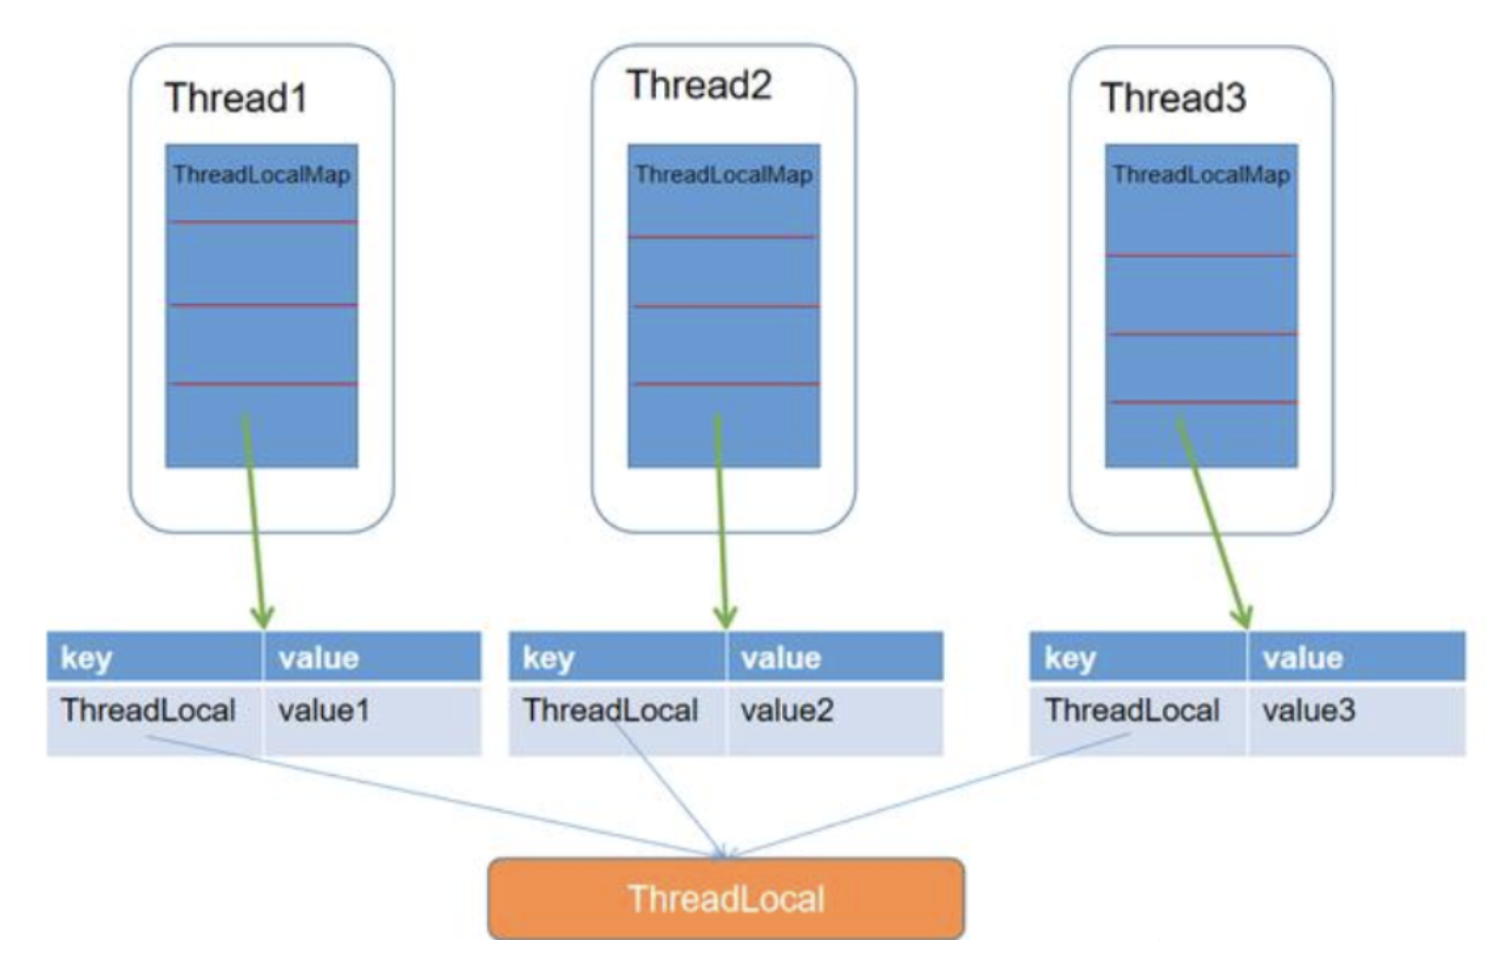 Thread1
ThreadLocalMap
Thread2
ThreadLocalMap
Thread3
ThreadLocalMap
key value
ThreadLocal value1
key value
ThreadLocal value2
key value
ThreadLocal value3
ThreadLocal